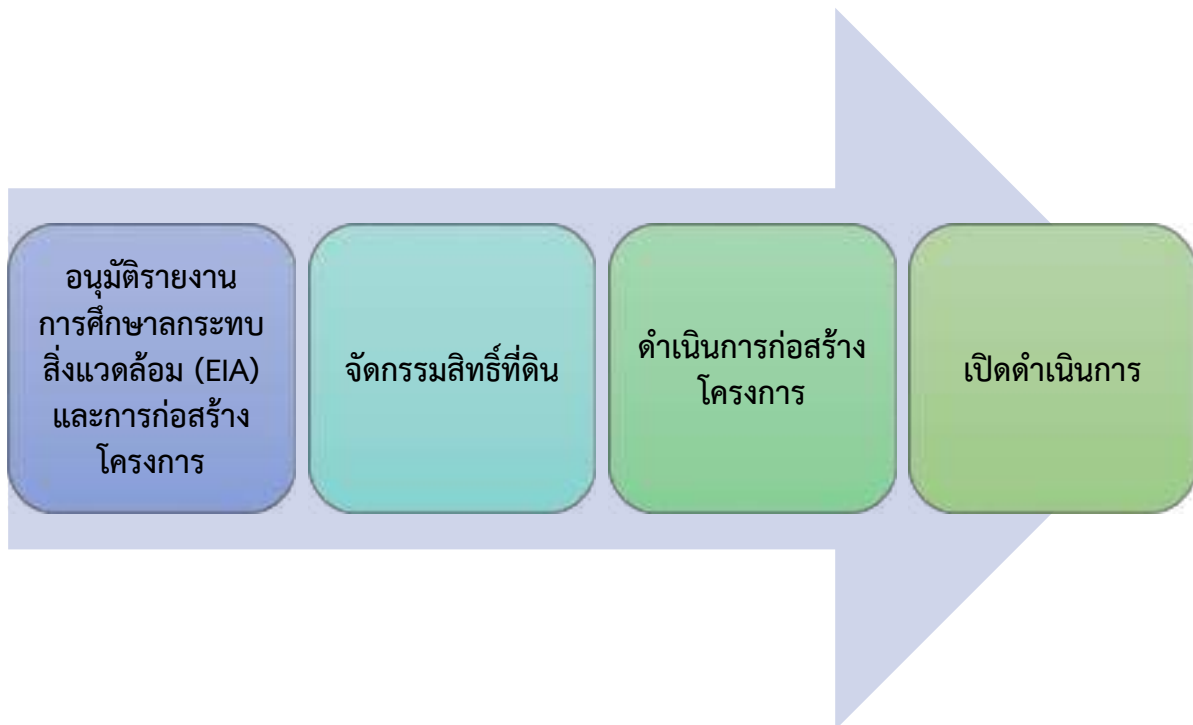 อนุมัติรายงาน
การศึกษาลกระทบ
สิ่งแวดล้อม (EIA)
และการก่อสร้าง
โครงการ
จัดกรรมสิทธิ์ที่ดิน
ดำเนินการก่อสร้าง
โครงการ
เปิดดำเนินการ